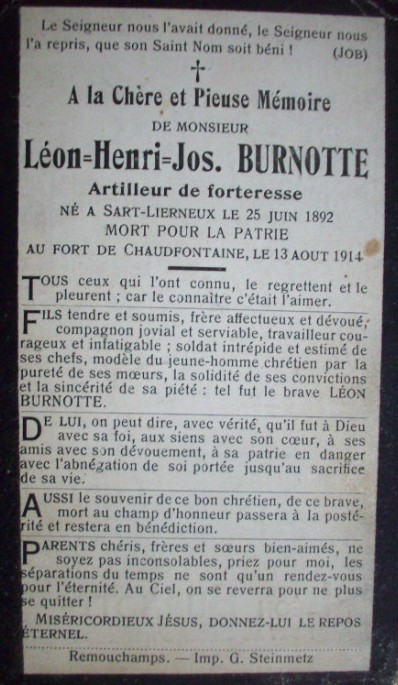 Le Seigneur nous l'avait donné, le Seigneur nous
l'a repris, que son Saint Nom soit béni !
(JOB)
A la Chère et Pieuse Mémoire
DE MONSIEUR
Léon=Henri=Jos. BURNOTTE
Artilleur de forteresse
NÉ A SART-LIERNEUX LE 25 JUIN 1892
MORT POUR LA PATRIE
AU FORT DE CHAUDFONTAINE, LE 13 AOUT 1914
TOUS ceux qui l'ont connu, le regrettent et le
pleurent ; car le connaître c'était l'aimer.
FILS tendre et soumis, frère affectueux et dévoué,
compagnon jovial et serviable, travailleur cou-
rageux et infatigable ; soldat intrépide et estimé de
ses chefs, modèle du jeune-homme chrétien par la
pureté de ses mœurs, la solidité de ses convictions
et la sincérité de sa piété : tel fut le brave LÉON
BURNOTTE.
DE LUI, on peut dire, avec vérité, qu'il fut à Dieu
avec sa foi, aux siens avec son cœur, à ses
amis avec son dévouement, à sa patrie en danger
avec l'abnégation de soi portée jusqu'au sacrifice
de sa vie.
AUSSI le souvenir de ce bon chrétien, de ce brave,
mort au champ d'honneur passera à la posté-
rité et restera en bénédiction.
PARENTS chéris, frères et sœurs bien-aimés, ne
soyez pas inconsolables, priez pour moi, les
séparations du temps ne sont qu'un rendez-vous
pour l'éternité. Au Ciel, on se reverra pour ne plus
se quitter !
MISÉRICORDIEUX JÉSUS, DONNEZ-LUI LE REPOS
ÉTERNEL.
Remouchamps. — Imp. G. Steinmetz